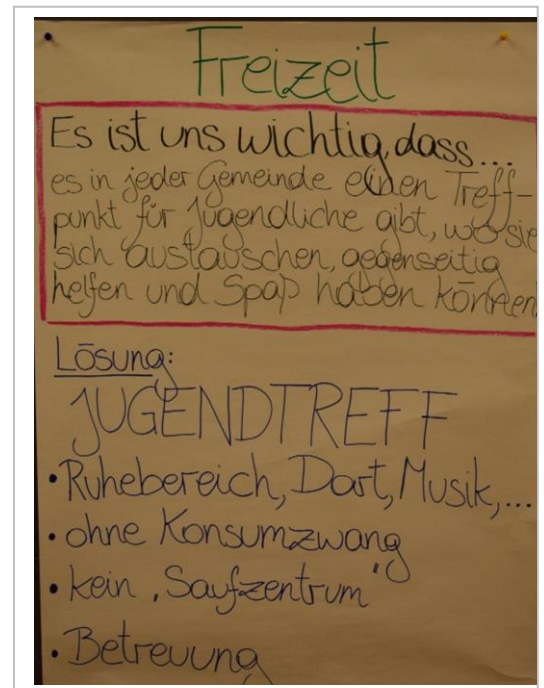 Freizeit
Es ist uns wichtig, dass...
es in jeder Gemeinde einen Treff-
punkt für Jugendliche gibt, wo sie
sich austauschen, gegenseitig
helfen und Spaß haben können
Lösung:
JUGENDTREFF
• Ruhebereich, Dart, Musik,...
• ohne Konsumzwang
• kein ‚Saufzentrum'
• Betreuung